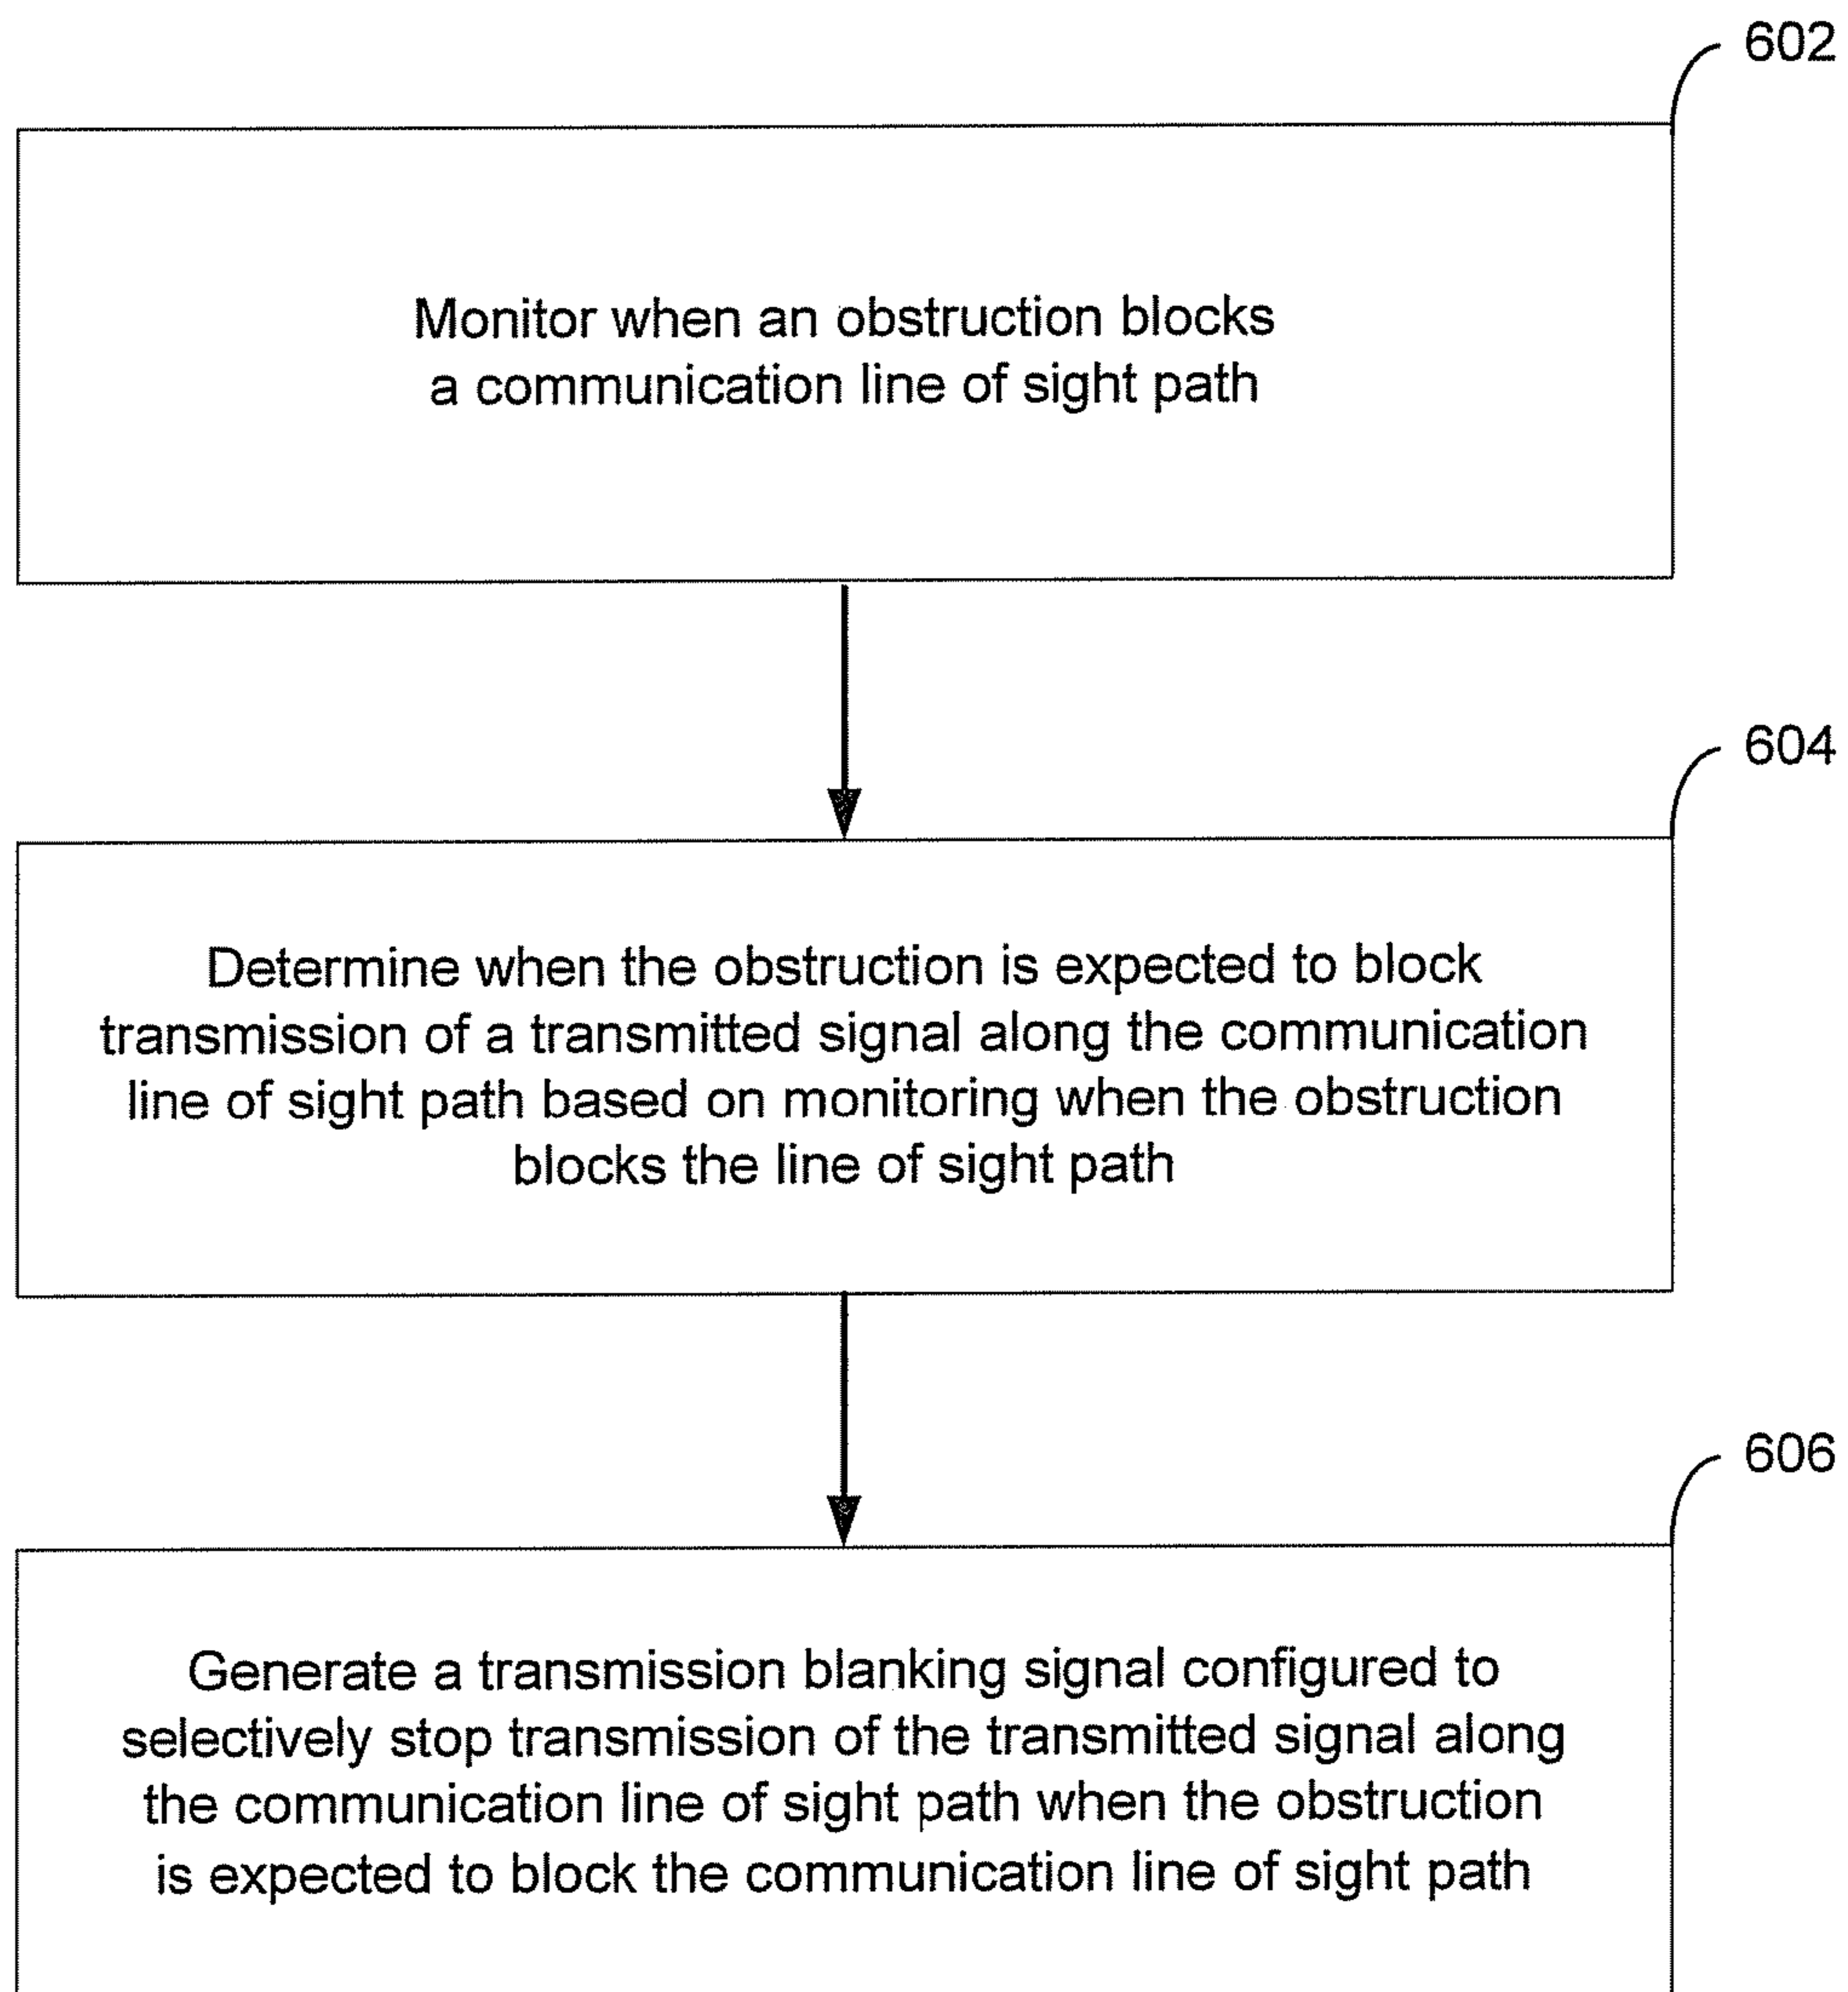 602
Monitor when an obstruction blocks
a communication line of sight path
604
Determine when the obstruction is expected to block
transmission of a transmitted signal along the communication
line of sight path based on monitoring when the obstruction
blocks the line of sight path
606
Generate a transmission blanking signal configured to
selectively stop transmission of the transmitted signal along
the communication line of sight path when the obstruction
is expected to block the communication line of sight path